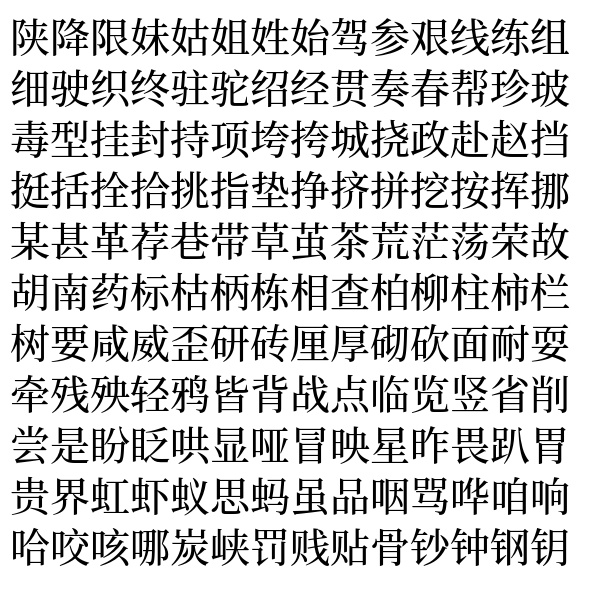 陕降限妹姑姐姓始驾参艰线练组
细驶织终驻驼绍经贯奏春帮珍玻
毒型挂封持项垮挎城挠政赴赵挡
挺括拴拾挑指垫挣挤拼挖按挥挪
某甚革荐巷带草茧茶荒茫荡荣故
胡南药标枯柄栋相查柏柳柱柿栏
树要咸威歪研砖厘厚砌砍面耐耍
牵残殃轻鸦皆背战点临览竖省削
尝是盼眨哄显哑冒映星昨畏趴胃
贵界虹虾蚁思蚂虽品咽骂哗咱响
哈咬咳哪炭峡罚贱贴骨钞钟钢钥